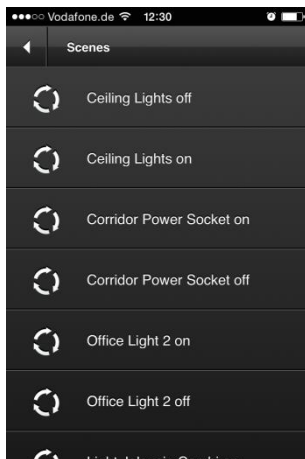 Vodafone.de 12:30
Scenes
Ceiling Lights off
Ceiling Lights on
Corridor Power Socket on
Corridor Power Socket off
Office Light 2 on
Office Light 2 off